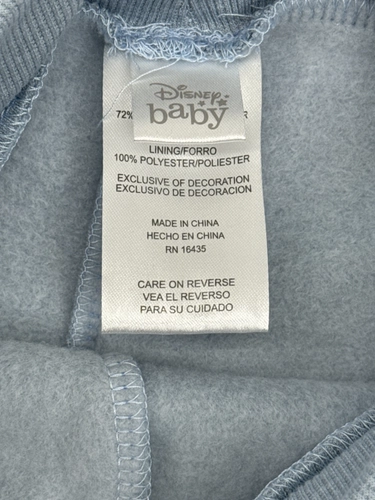 Disney
baby
72%
LINING/FORRO
100% POLYESTER/POLIESTER
EXCLUSIVE OF DECORATION
EXCLUSIVO DE DECORACION
MADE IN CHINA
HECHO EN CHINA
RN 16435
CARE ON REVERSE
VEA EL REVERSO
PARA SU CUIDADO